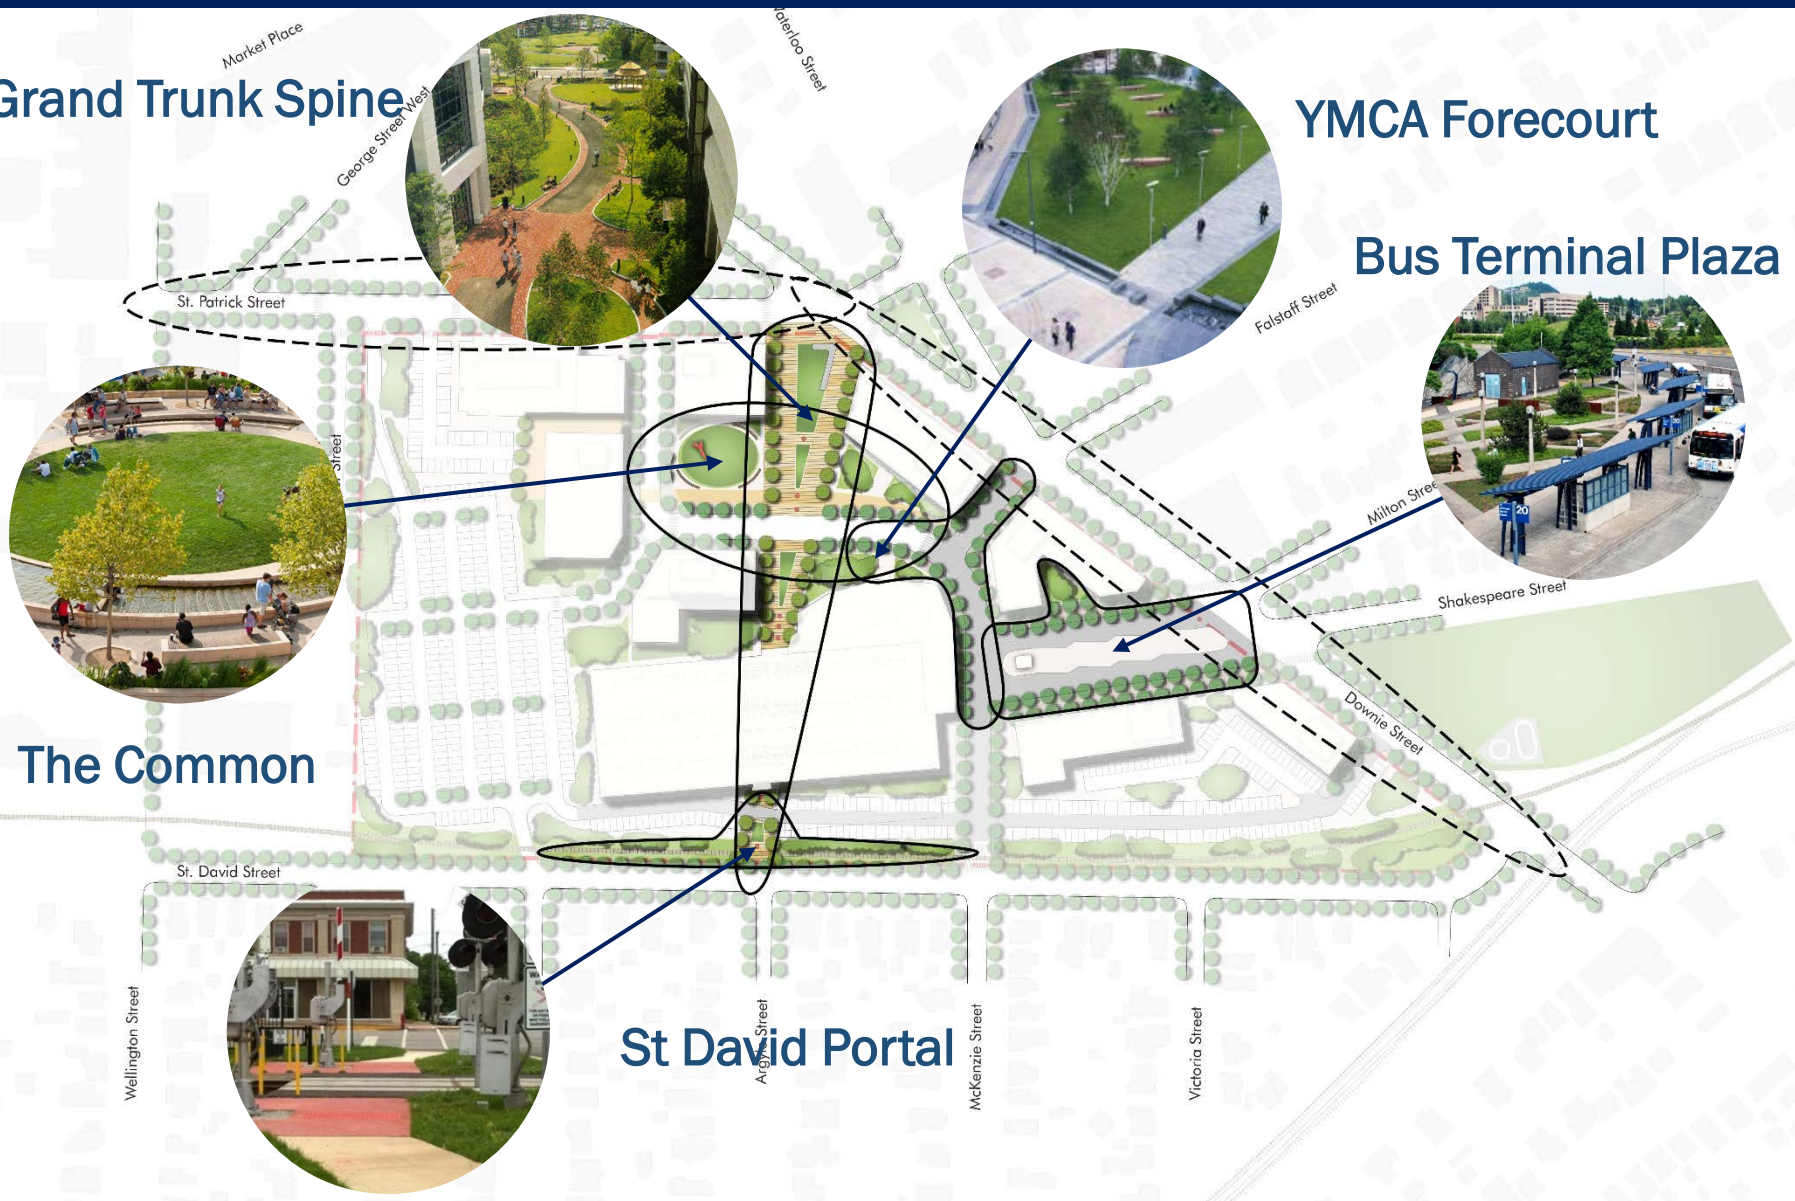 Market Place
Waterloo Street
Grand Trunk Spine
George Street West
YMCA Forecourt
Bus Terminal Plaza
St. Patrick Street
Falstaff Street
Street
Milton
20
20
Shakespeare Street
Downie Street
The Common
St. David Street
St David Portal
Wellington Street
Argyle Street
McKenzie Street
Victoria Street